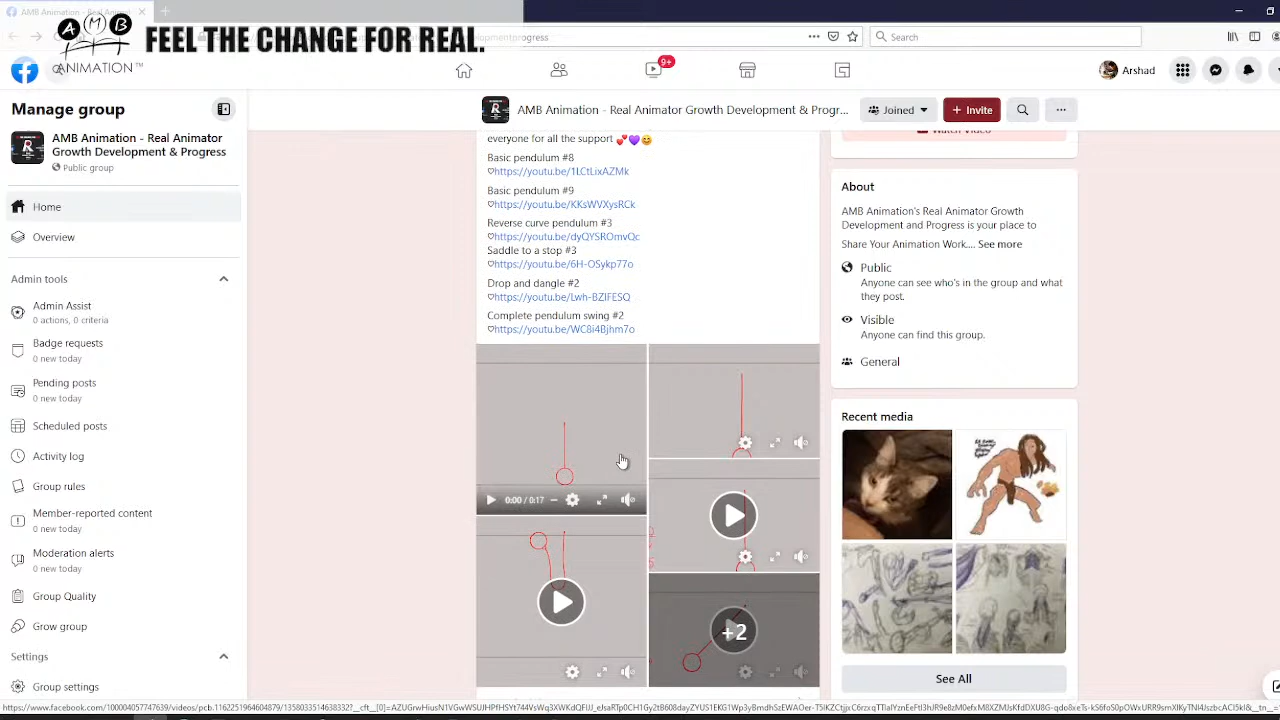 AMB Animation - Real Animator
AMB
ANIMATION™
FEEL THE CHANGE FOR REAL.
developmentprogress
Search
9+
Arshad
Manage group
AMB Animation - Real Animator
Growth Development & Progress
Public group
Home
Overview
Admin tools
Admin Assist
0 actions, 0 criteria
Badge requests
0 new today
Pending posts
0 new today
Scheduled posts
Activity log
Group rules
Member-reported content
0 new today
Moderation alerts
0 new today
Group Quality
Grow group
Settings
Group settings
AMB Animation - Real Animator Growth Development & Progr...
Joined
+ Invite
everyone for all the support
Basic pendulum #8
https://youtu.be/1LCtLixAZMk
Basic pendulum #9
https://youtu.be/KKsWVXysRCk
Reverse curve pendulum #3
https://youtu.be/dyQYSROmvQc
Saddle to a stop #3
https://youtu.be/6H-OSykp77o
Drop and dangle #2
https://youtu.be/Lwh-BZIFESQ
Complete pendulum swing #2
https://youtu.be/WC8i4Bjhm7o
0:00 / 0:17
+2
Watch Video
About
AMB Animation's Real Animator Growth
Development and Progress is your place to
Share Your Animation Work.... See more
Public
Anyone can see who's in the group and what
they post.
Visible
Anyone can find this group.
General
Recent media
See All